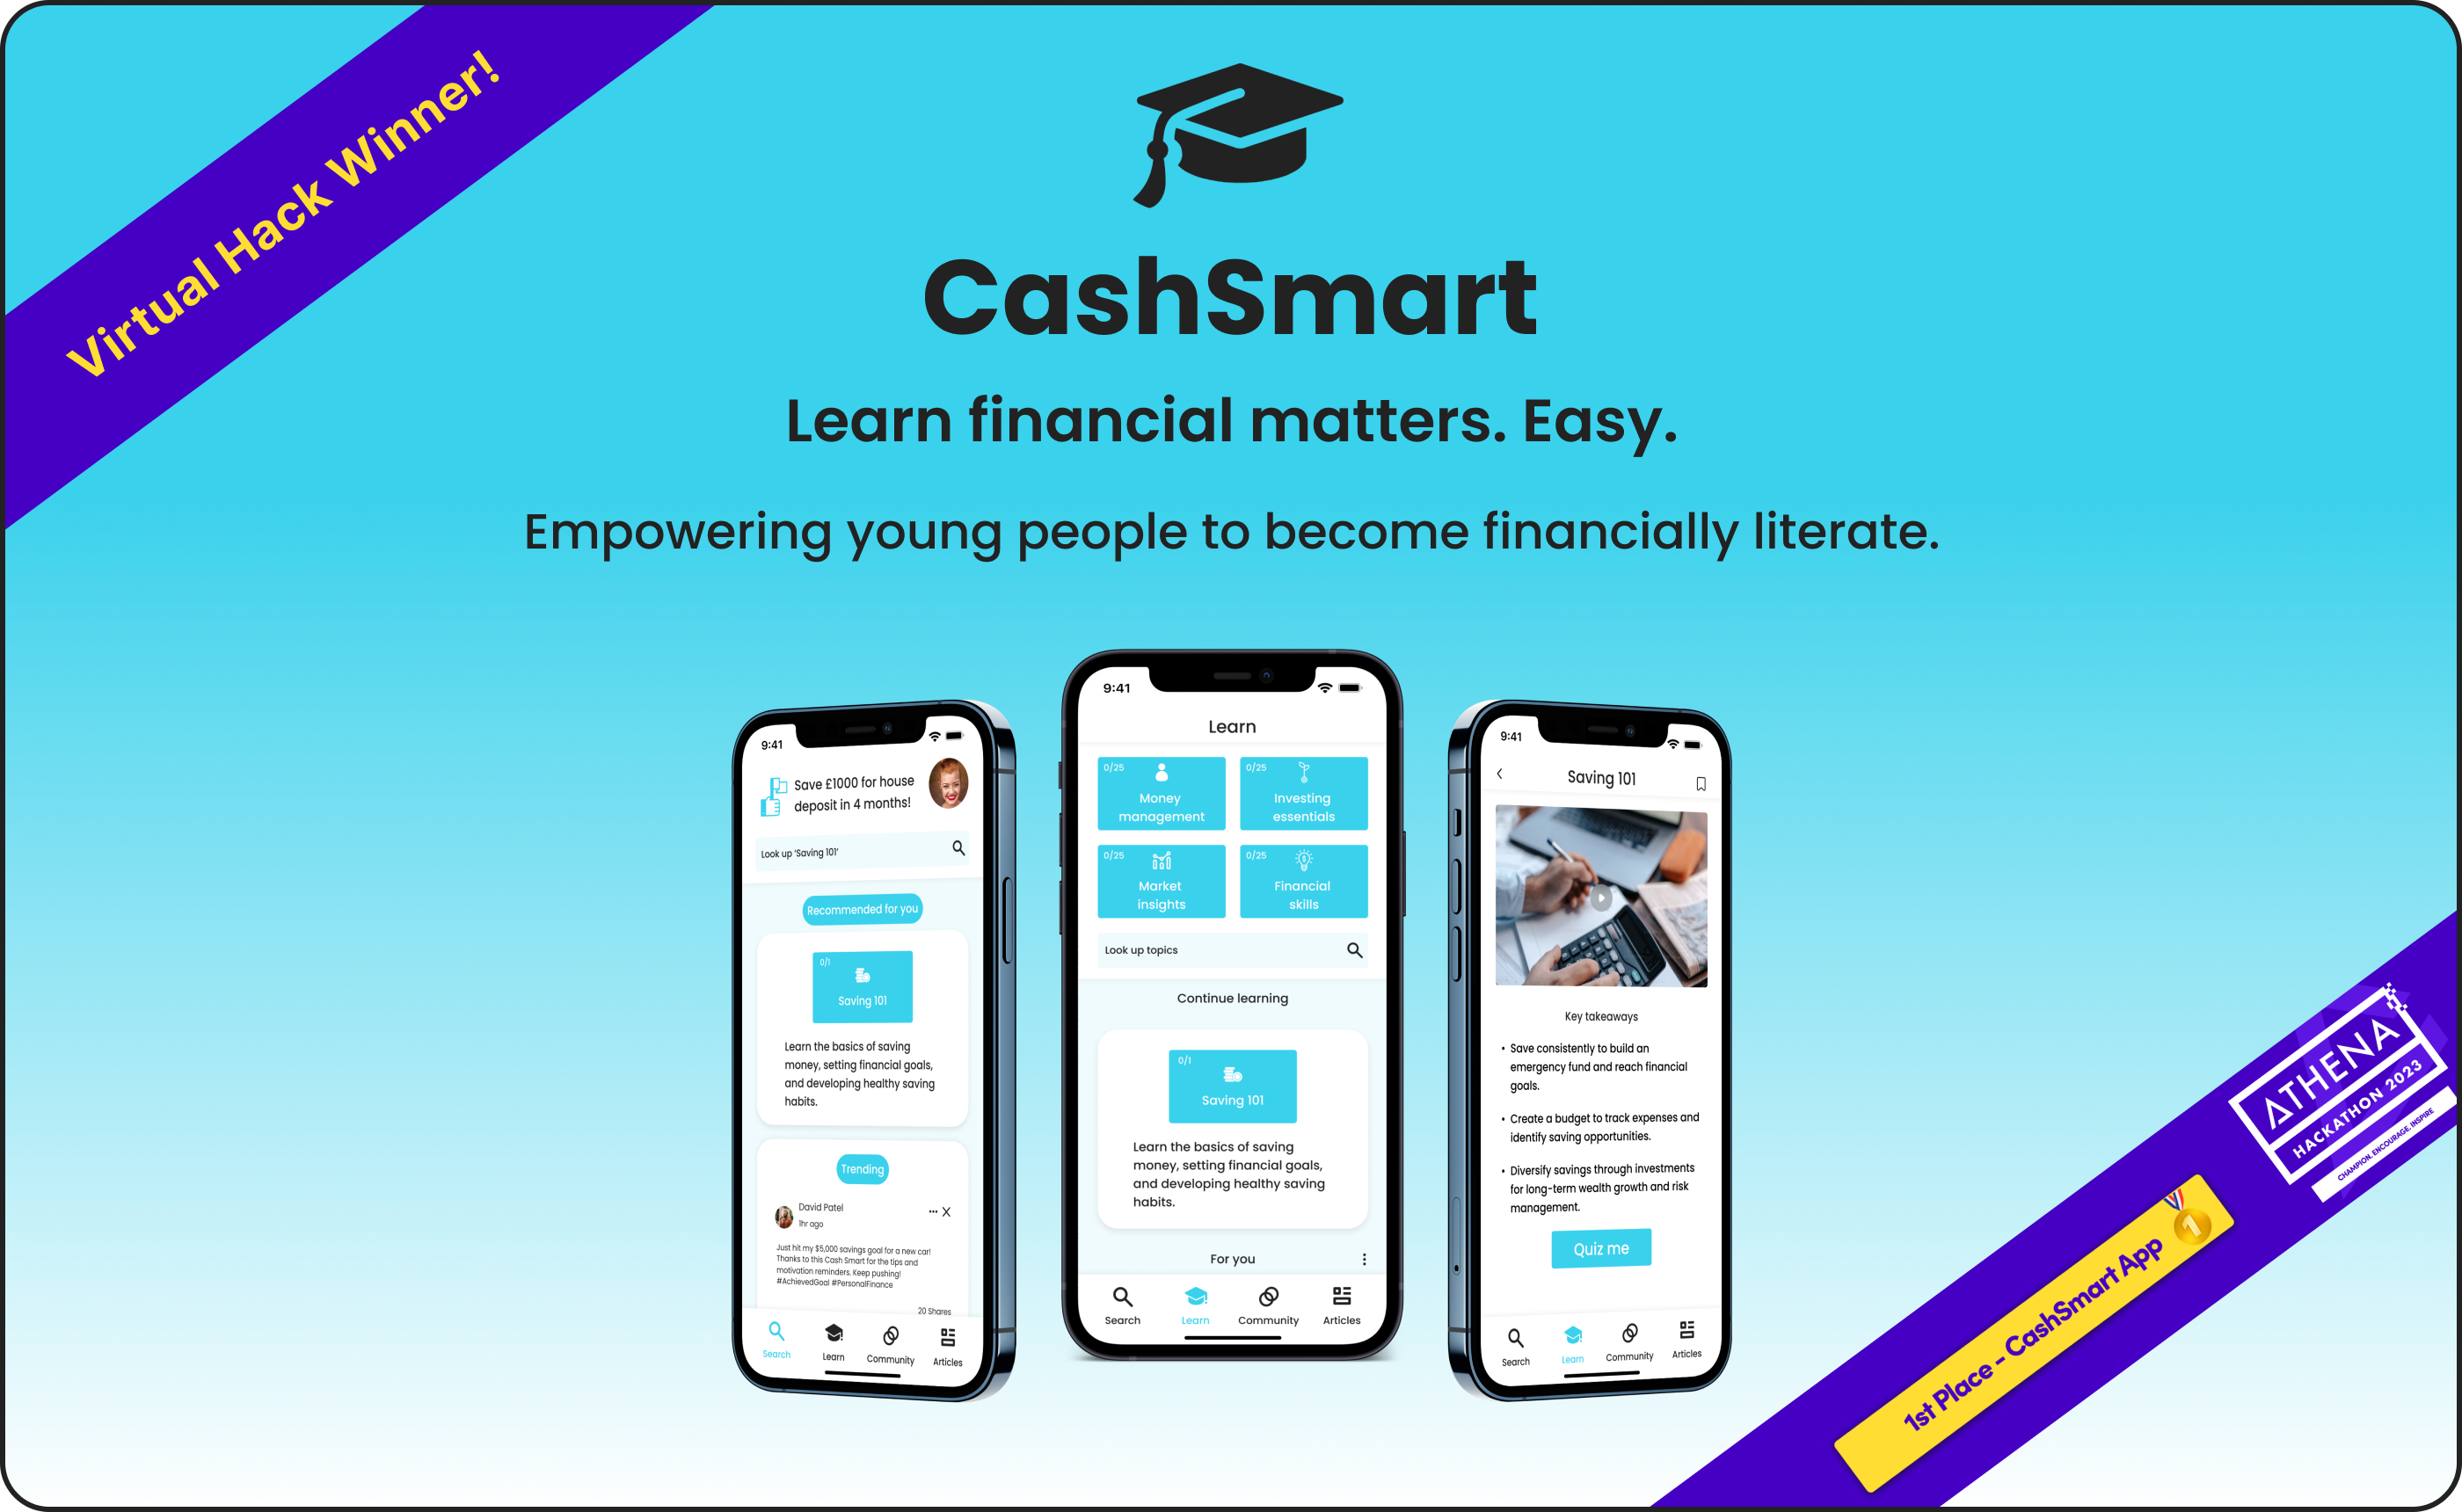 Virtual Hack Winner!
CashSmart
Learn financial matters. Easy.
Empowering young people to become financially literate.
9:41
Save £1000 for house
deposit in 4 months!
Look up ‘Saving 101’
Recommended for you
0/1
Saving 101
Learn the basics of saving
money, setting financial goals,
and developing healthy saving
habits.
Trending
David Patel
1hr ago
Just hit my $5,000 savings goal for a new car!
Thanks to this Cash Smart for the tips and
motivation reminders. Keep pushing!
#AchievedGoal #PersonalFinance
20 Shares
Search
Learn
Community
Articles
9:41
Learn
0/25
Money
management
0/25
Investing
essentials
0/25
Market
insights
0/25
Financial
skills
Look up topics
Continue learning
0/1
Saving 101
Learn the basics of saving
money, setting financial goals,
and developing healthy saving
habits.
For you
Search
Learn
Community
Articles
9:41
Saving 101
Key takeaways
• Save consistently to build an
emergency fund and reach financial
goals.
• Create a budget to track expenses and
identify saving opportunities.
• Diversify savings through investments
for long-term wealth growth and risk
management.
Quiz me
Search
Learn
Community
Articles
ATHENA
HACKATHON 2023
CHAMPION. ENCOURAGE. INSPIRE
1st Place - CashSmart App
1